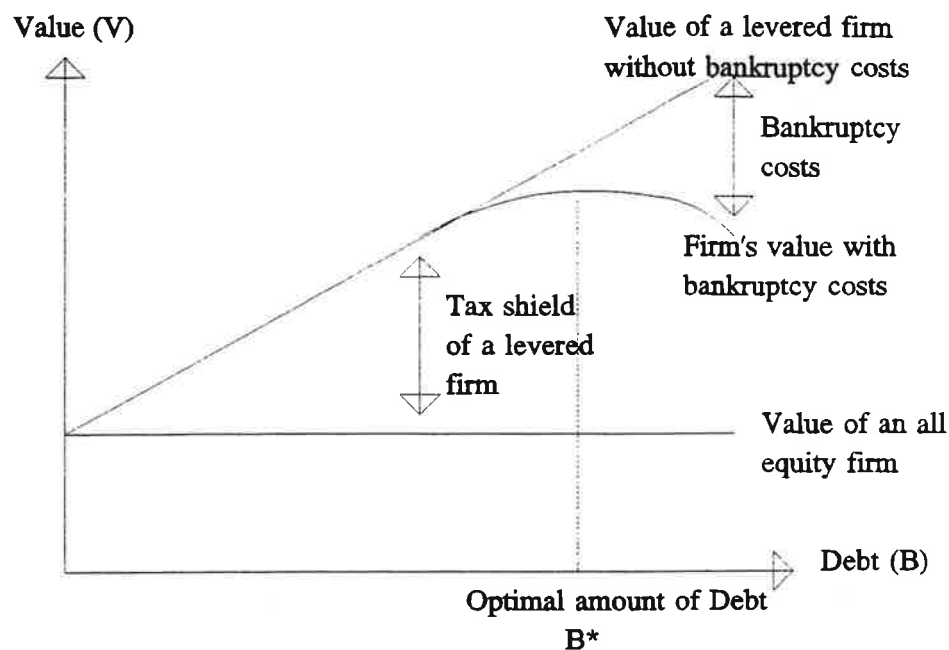 Value (V)
Value of a levered firm
without bankruptcy costs
Bankruptcy
costs
Firm's value with
bankruptcy costs
Tax shield
of a levered
firm
Value of an all
equity firm
Debt (B)
Optimal amount of Debt
B*